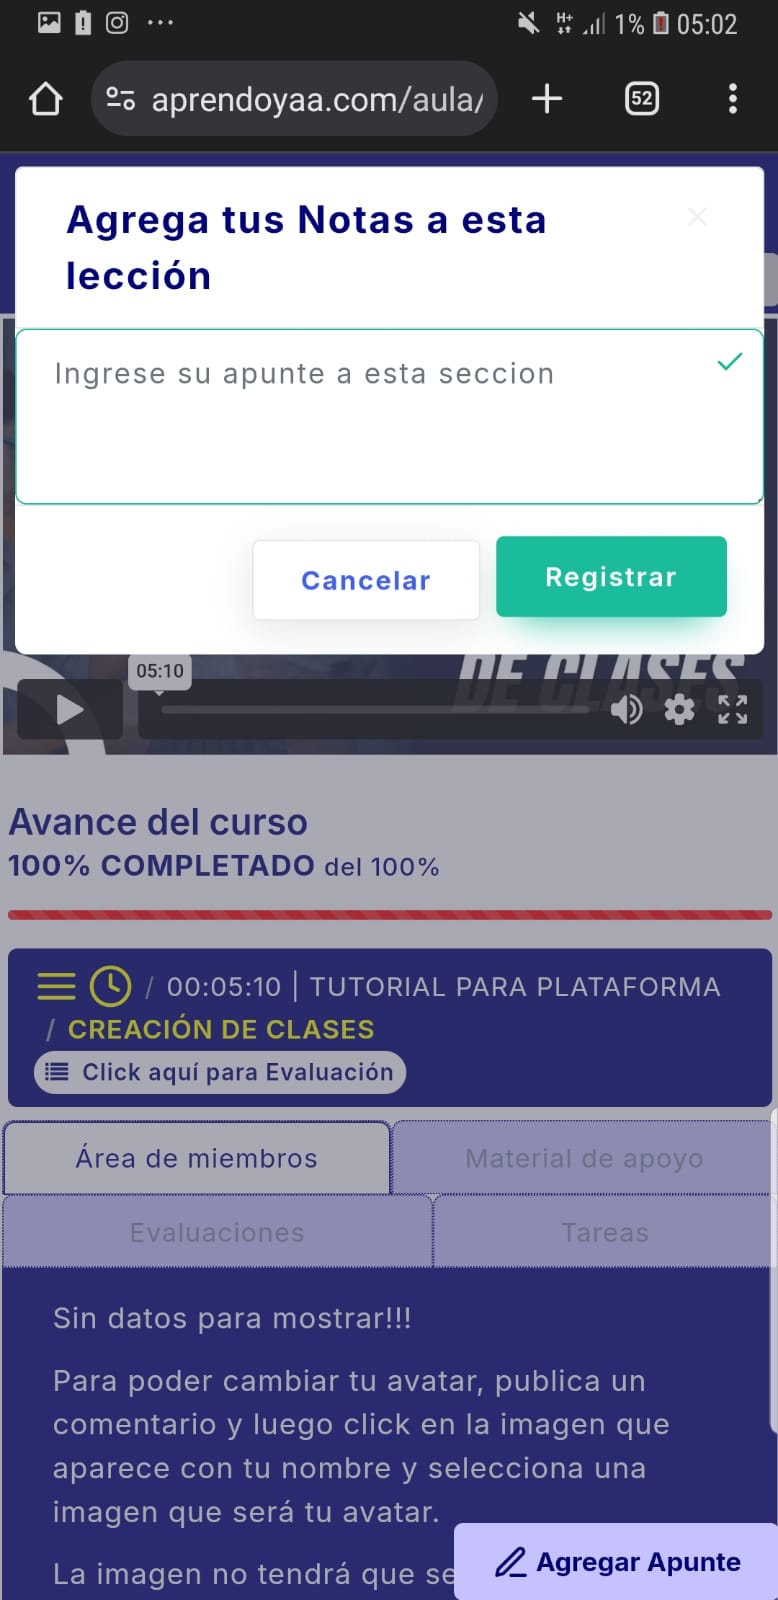 1% 05:02
aprendoyaa.com/aula/
52
Agrega tus Notas a esta
lección
Ingrese su apunte a esta seccion
Cancelar
Registrar
DE CLASES
05:10
Avance del curso
100% COMPLETADO del 100%
/ 00:05:10 | TUTORIAL PARA PLATAFORMA
/ CREACIÓN DE CLASES
Click aquí para Evaluación
Área de miembros
Material de apoyo
Evaluaciones
Tareas
Sin datos para mostrar!!!
Para poder cambiar tu avatar, publica un
comentario y luego click en la imagen que
aparece con tu nombre y selecciona una
imagen que será tu avatar.
La imagen no tendrá que se
Agregar Apunte